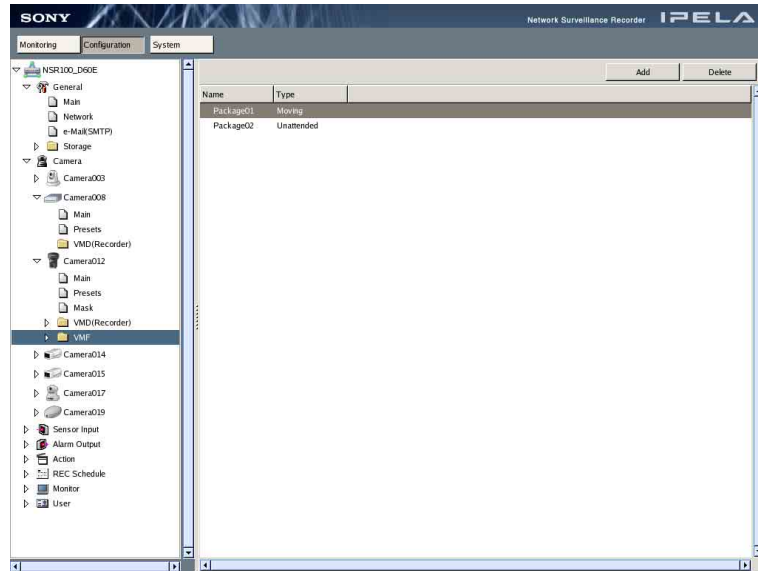 SONY
Network Surveillance Recorder IPELA
Monitoring Configuration System
NSR100_D60E
General
Main
Network
e-Mail(SMTP)
Storage
Camera
Camera003
Camera008
Main
Presets
VMD(Recorder)
Camera012
Main
Presets
Mask
VMD(Recorder)
VMF
Camera014
Camera015
Camera017
Camera019
Sensor Input
Alarm Output
Action
REC Schedule
Monitor
User
Add Delete
Name Type
Package01 Moving
Package02 Unattended